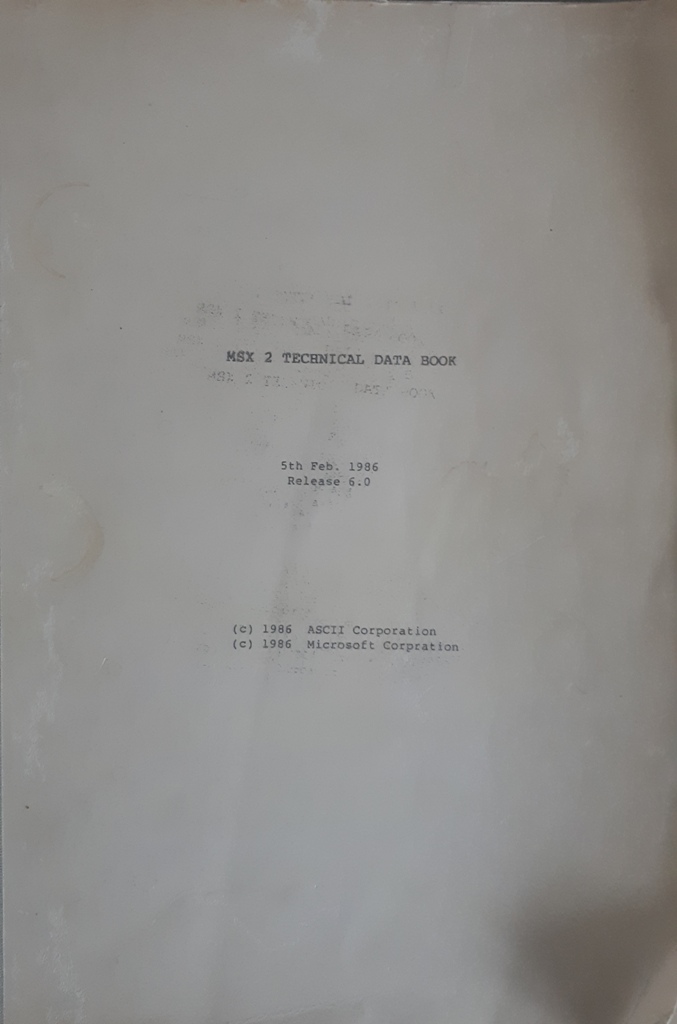 MSX 2 TECHNICAL DATA BOOK
5th Feb. 1986
Release 6.0
(c) 1986 ASCII Corporation
(c) 1986 Microsoft Corpration